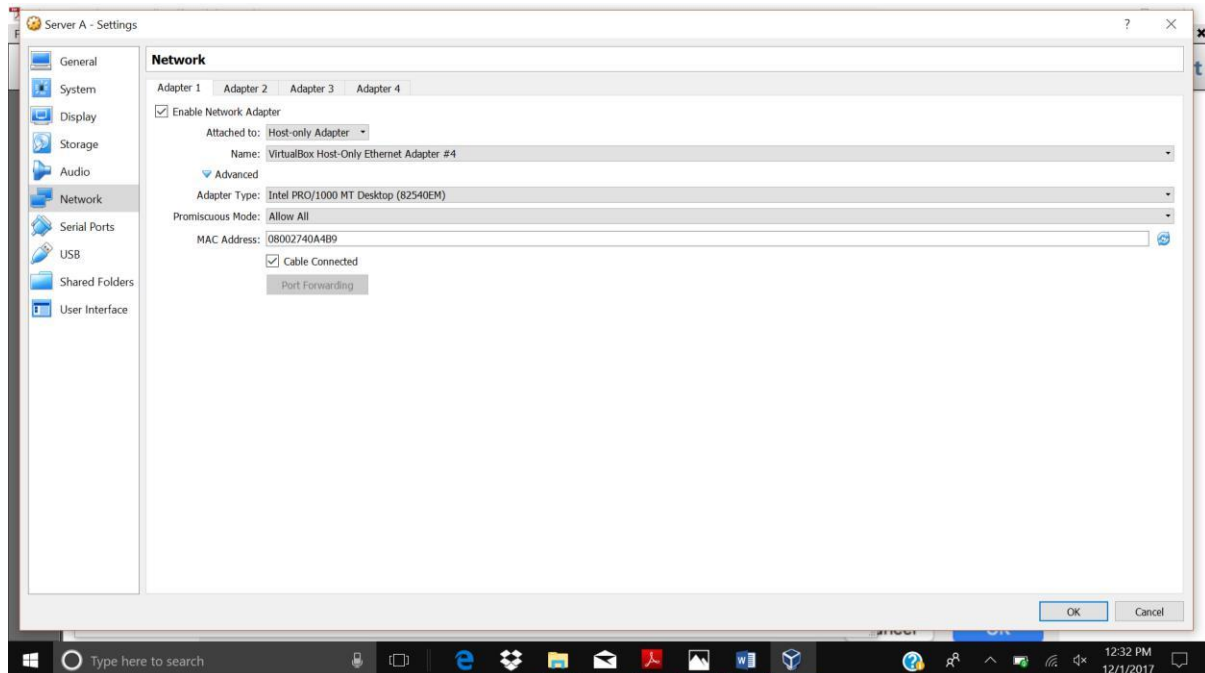 Server A - Settings
?
General
System
Display
Storage
Audio
Network
Serial Ports
USB
Shared Folders
User Interface
Network
Adapter 1 Adapter 2 Adapter 3 Adapter 4
Enable Network Adapter
Attached to: Host-only Adapter
Name: VirtualBox Host-Only Ethernet Adapter #4
Advanced
Adapter Type: Intel PRO/1000 MT Desktop (82540EM)
Promiscuous Mode: Allow All
MAC Address: 08002740A4B9
Cable Connected
Port Forwarding
OK Cancel
Type here to search
12:32 PM
12/1/2017